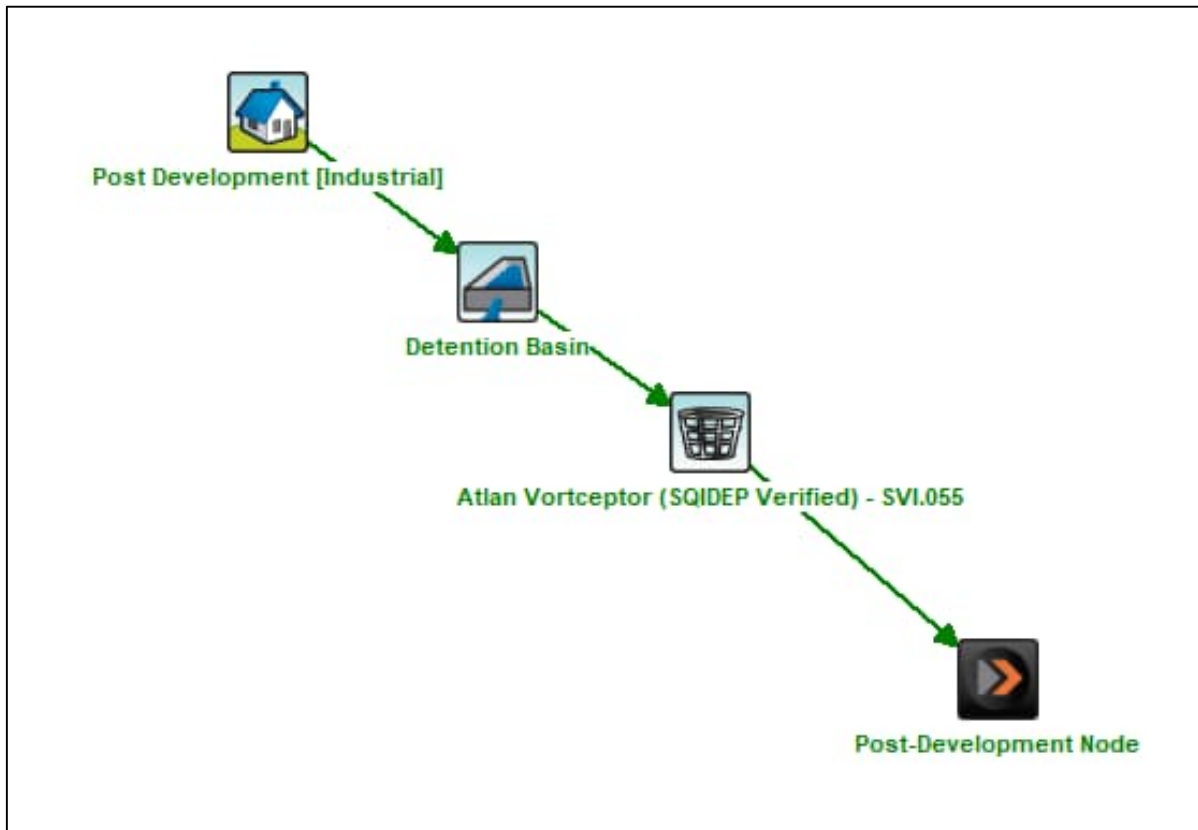 Post Development [Industrial]
Detention Basin
Atlan Vortceptor (SQIDEP Verified) - SVI.055
Post-Development Node